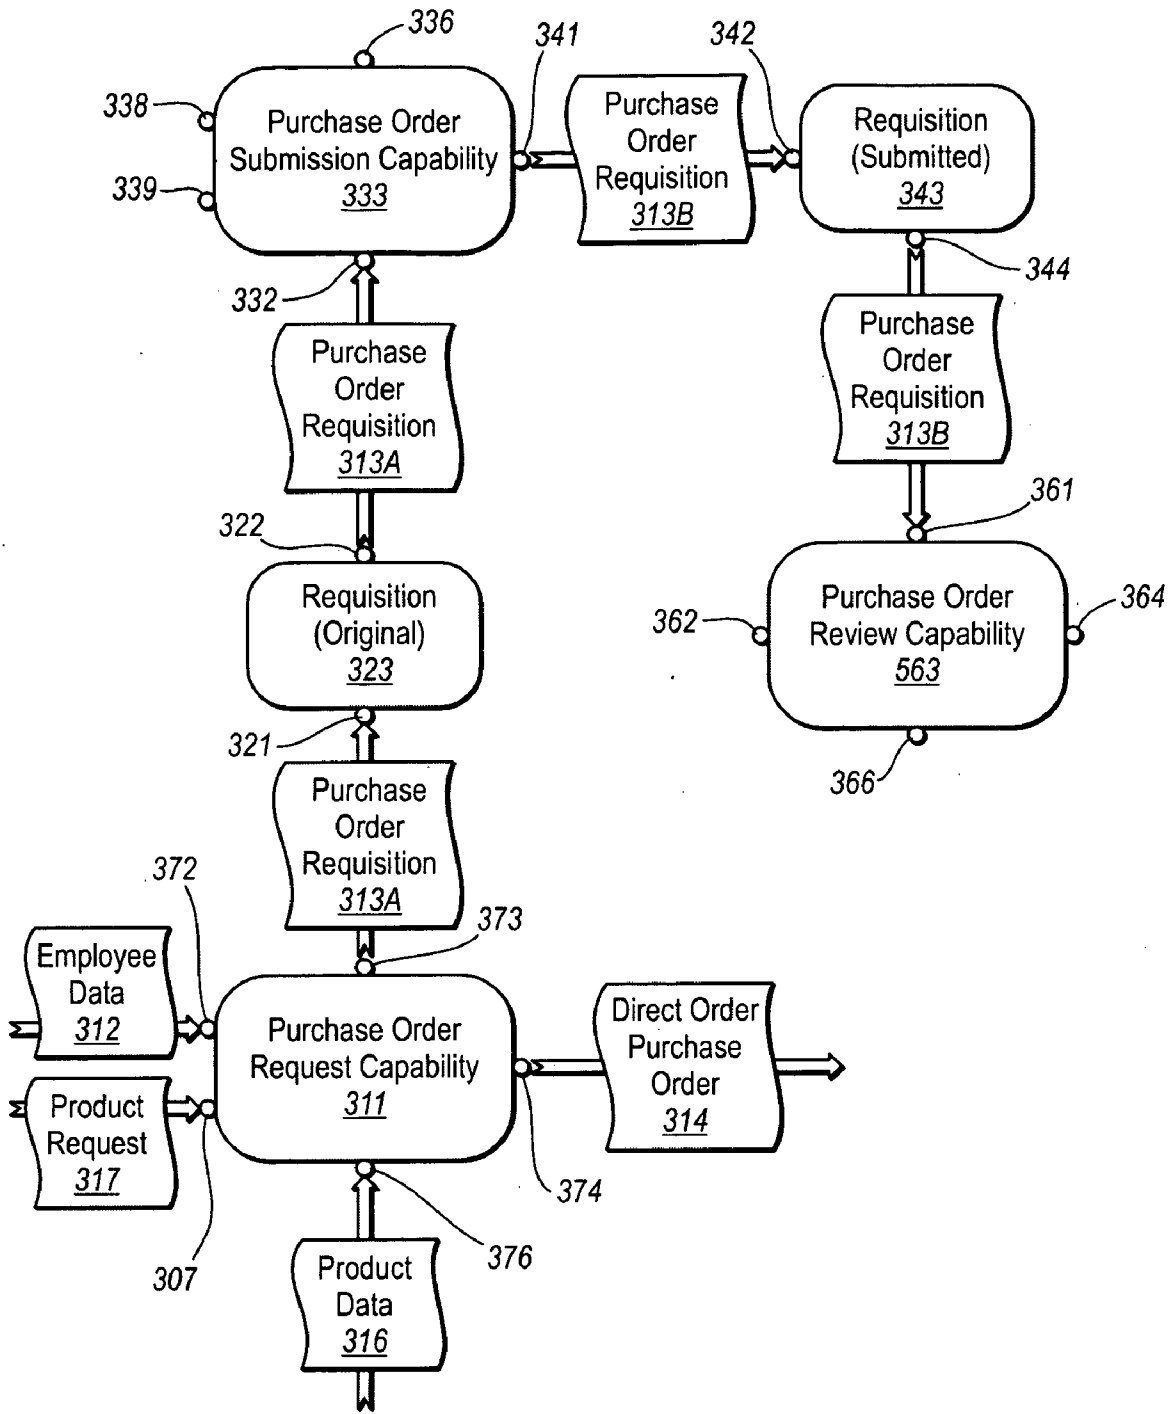 336
341
342
338
339
Purchase Order
Submission Capability
333
Purchase
Order
Requisition
313B
Requisition
(Submitted)
343
332
344
Purchase
Order
Requisition
313A
Purchase
Order
Requisition
313B
322
361
Requisition
(Original)
323
362
364
Purchase Order
Review Capability
563
321
366
Purchase
Order
Requisition
313A
372
373
Employee
Data
312
Purchase Order
Request Capability
311
Direct Order
Purchase
Order
314
Product
Request
317
307
376
374
Product
Data
316